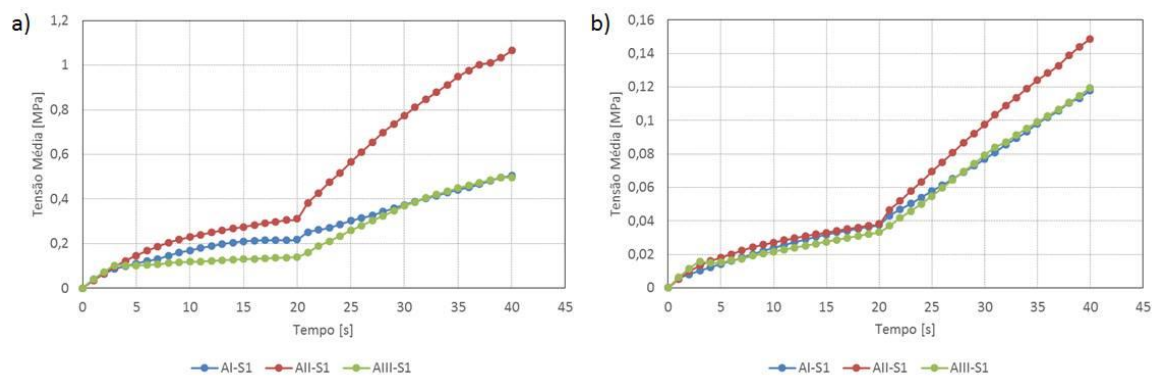 a)
Tensão Média [MPa]
1,2
1
0,8
0,6
0,4
0,2
0
0 5 10 15 20 25 30 35 40 45
Tempo [s]
AI-S1 AII-S1 AIII-S1
b)
Tensão Média [MPa]
0,16
0,14
0,12
0,1
0,08
0,06
0,04
0,02
0
0 5 10 15 20 25 30 35 40 45
Tempo [s]
AI-S1 AII-S1 AIII-S1